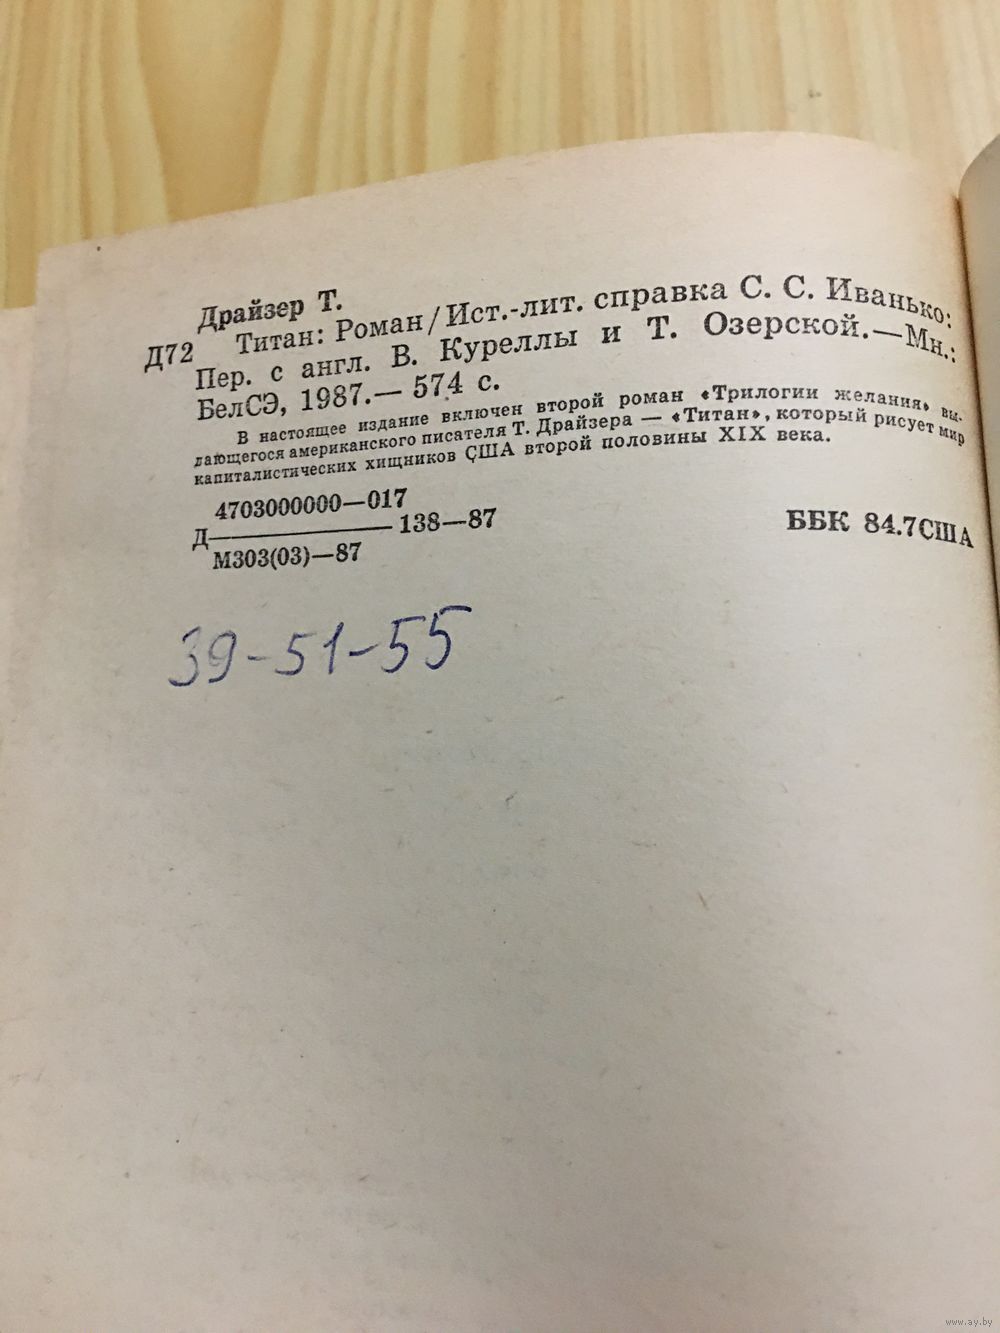 Драйзер Т.
Д72 Титан: Роман/Ист.-лит. справка С. С. Иванько:
Пер. с англ. В. Куреллы и Т. Озерской.—Мн.:
БелСЭ, 1987.— 574 с.
В настоящее издание включен второй роман «Трилогии желания» вы-
дающегося американского писателя Т. Драйзера — «Титан», который рисует мир
капиталистических хищников США второй половины XIX века.
4703000000—017
Д——————— 138—87
М303(03)—87
ББК 84.7США
39-51-55
www.ay.by